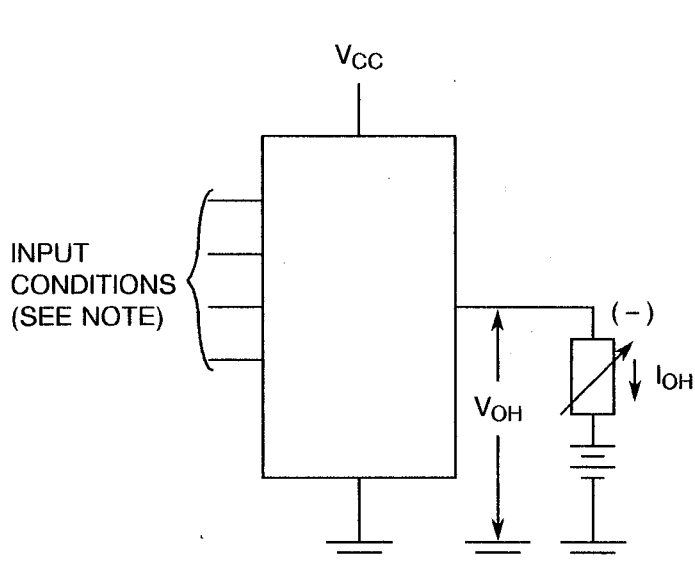 VCC
INPUT
CONDITIONS
(SEE NOTE)
(-)
IOH
VOH